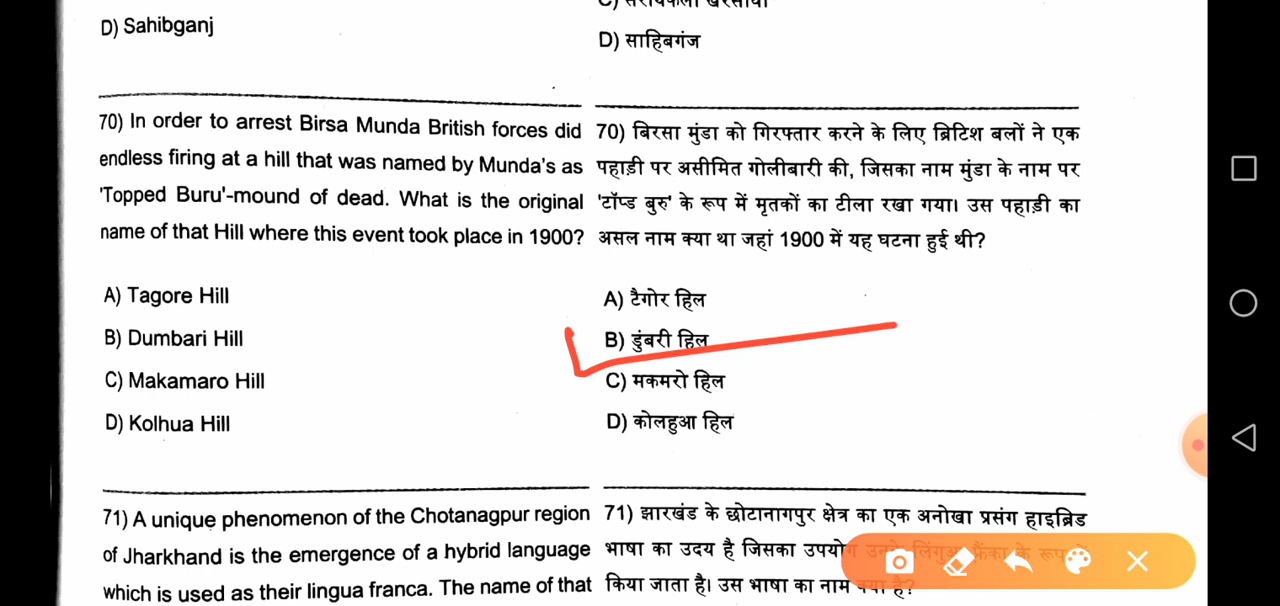 D) Sahibganj
D) साहिबगंज
70) In order to arrest Birsa Munda British forces did
endless firing at a hill that was named by Munda's as
'Topped Buru'-mound of dead. What is the original
name of that Hill where this event took place in 1900?
A) Tagore Hill
B) Dumbari Hill
C) Makamaro Hill
D) Kolhua Hill
70) बिरसा मुंडा को गिरफ्तार करने के लिए ब्रिटिश बलों ने एक
पहाड़ी पर असीमित गोलीबारी की, जिसका नाम मुंडा के नाम पर
'टॉप्ड बुरु' के रूप में मृतकों का टीला रखा गया। उस पहाड़ी का
असल नाम क्या था जहां 1900 में यह घटना हुई थी?
A) टैगोर हिल
B) डुंबरी हिल
C) मकमरो हिल
D) कोलहुआ हिल
71) A unique phenomenon of the Chotanagpur region
of Jharkhand is the emergence of a hybrid language
which is used as their lingua franca. The name of that
71) झारखंड के छोटानागपुर क्षेत्र का एक अनोखा प्रसंग हाइब्रिड
भाषा का उदय है जिसका उपयोग उनके लिंगुआ फ्रैंका के रूप
किया जाता है। उस भाषा का नाम क्या है?